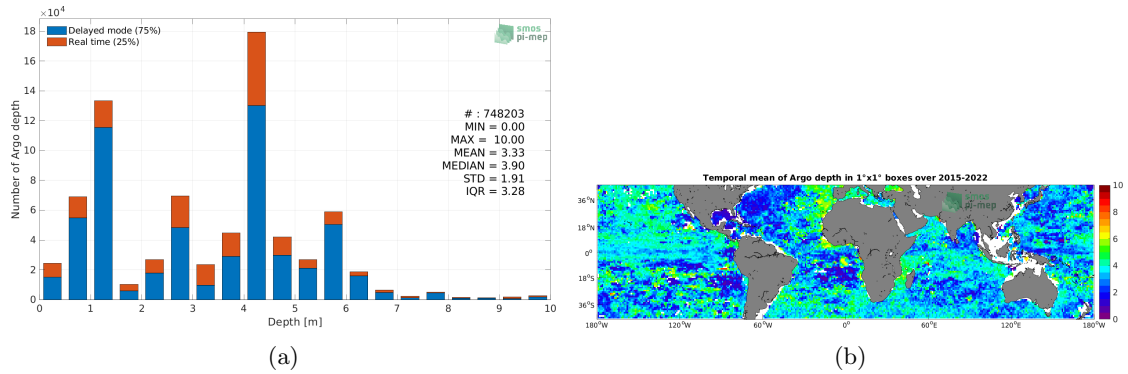 ×10⁴
18
16
14
12
10
8
6
4
2
0
Number of Argo depth
Delayed mode (75%)
Real time (25%)
smos
pi-mep
# : 748203
MIN = 0.00
MAX = 10.00
MEAN = 3.33
MEDIAN = 3.90
STD = 1.91
IQR = 3.28
0 1 2 3 4 5 6 7 8 9 10
Depth [m]
(a)
Temporal mean of Argo depth in 1°x1° boxes over 2015-2022
smos
pi-mep
36°N
18°N
0°
18°S
36°S
180°W 120°W 60°W 0° 60°E 120°E 180°W
10
8
6
4
2
0
(b)